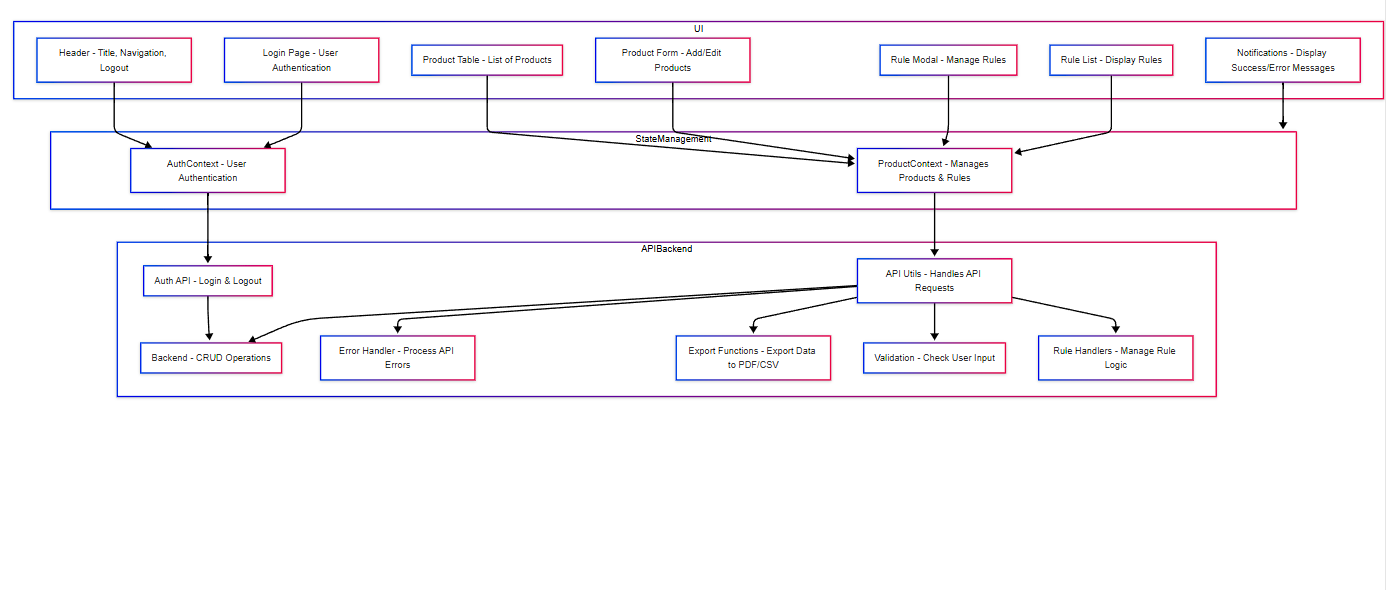 UI
Header - Title, Navigation,
Logout
Login Page - User
Authentication
Product Table - List of Products
Product Form - Add/Edit
Products
Rule Modal - Manage Rules
Rule List - Display Rules
Notifications - Display
Success/Error Messages
StateManagement
AuthContext - User
Authentication
ProductContext - Manages
Products & Rules
APIBackend
Auth API - Login & Logout
API Utils - Handles API
Requests
Backend - CRUD Operations
Error Handler - Process API
Errors
Export Functions - Export Data
to PDF/CSV
Validation - Check User Input
Rule Handlers - Manage Rule
Logic